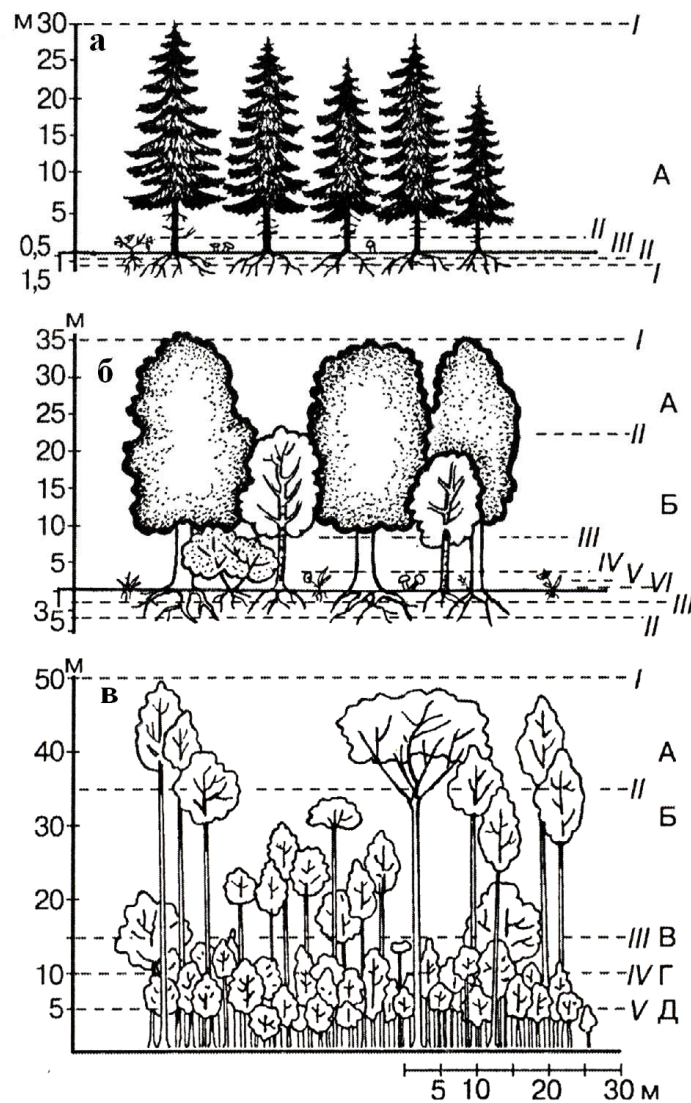 м 30 а I
25
20
15
10 А
5 II
0,5 III II
1
1,5 I
м
35 I
30 б А
25
20 II
15 Б
10 III
5 IV V VI
1
3 III
5 II
м
50 в I
40 А
II
30 Б
20
III В
10 IV Г
5 V Д
5 10 20 30 м